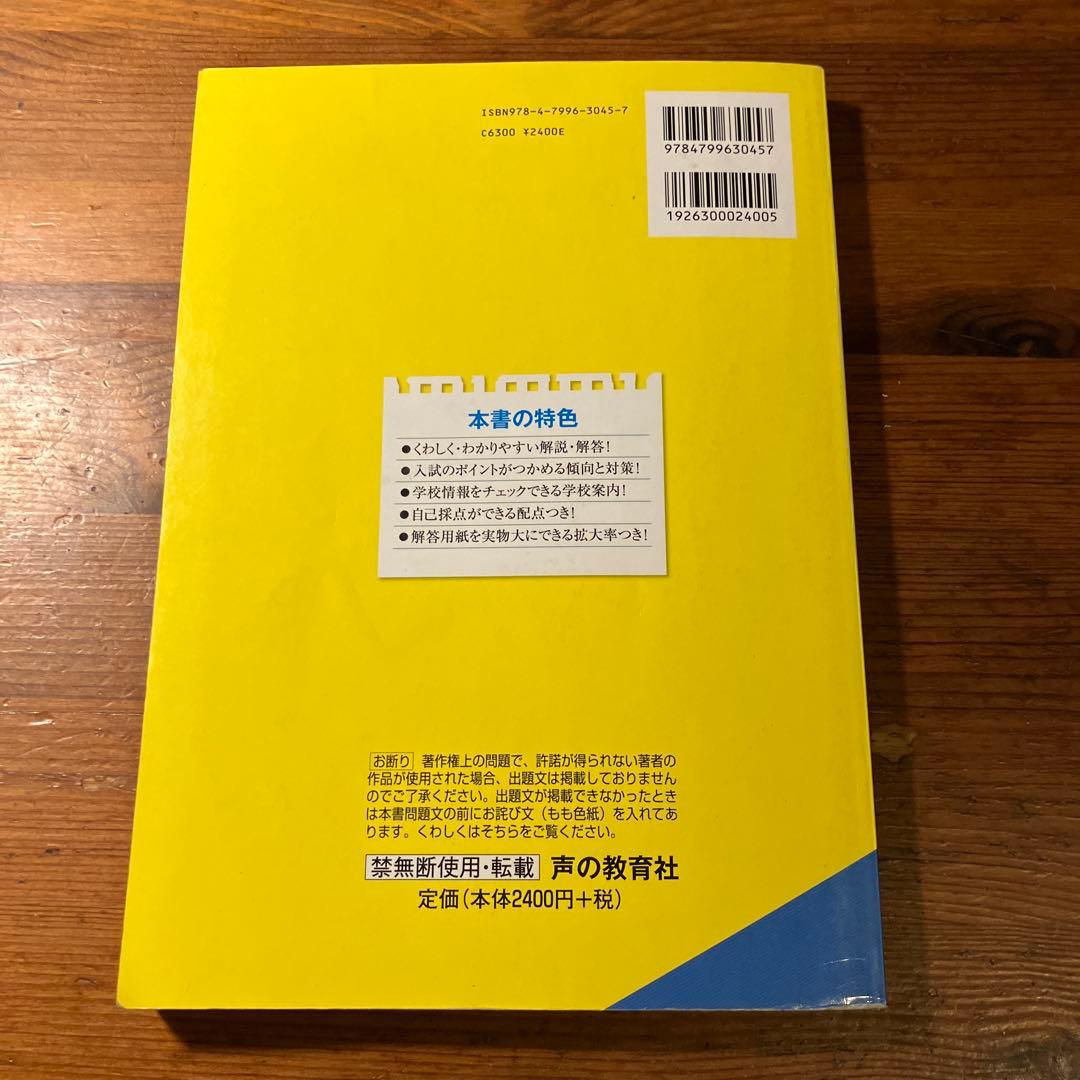 ISBN978-4-7996-3045-7
C6300 ¥2400E
9784799630457
1926300024005
本書の特色
●くわしく・わかりやすい解説・解答!
●入試のポイントがつかめる傾向と対策!
●学校情報をチェックできる学校案内!
●自己採点ができる配点つき!
●解答用紙を実物大にできる拡大率つき!
お断り 著作権上の問題で、許諾が得られない著者の
作品が使用された場合、出題文は掲載しておりません
のでご了承ください。出題文が掲載できなかったとき
は本書問題文の前にお詫び文(もも色紙)を入れてあ
ります。くわしくはそちらをご覧ください。
禁無断使用・転載 声の教育社
定価(本体2400円+税)